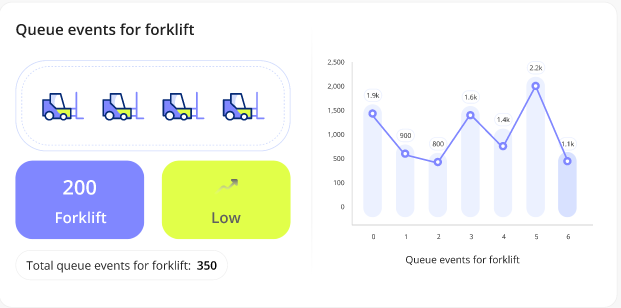 Queue events for forklift
200
Forklift
Low
Total queue events for forklift: 350
2,500
2,000
1,500
1,000
500
100
0
1.9k
900
800
1.6k
1.4k
2.2k
1.1k
0 1 2 3 4 5 6
Queue events for forklift